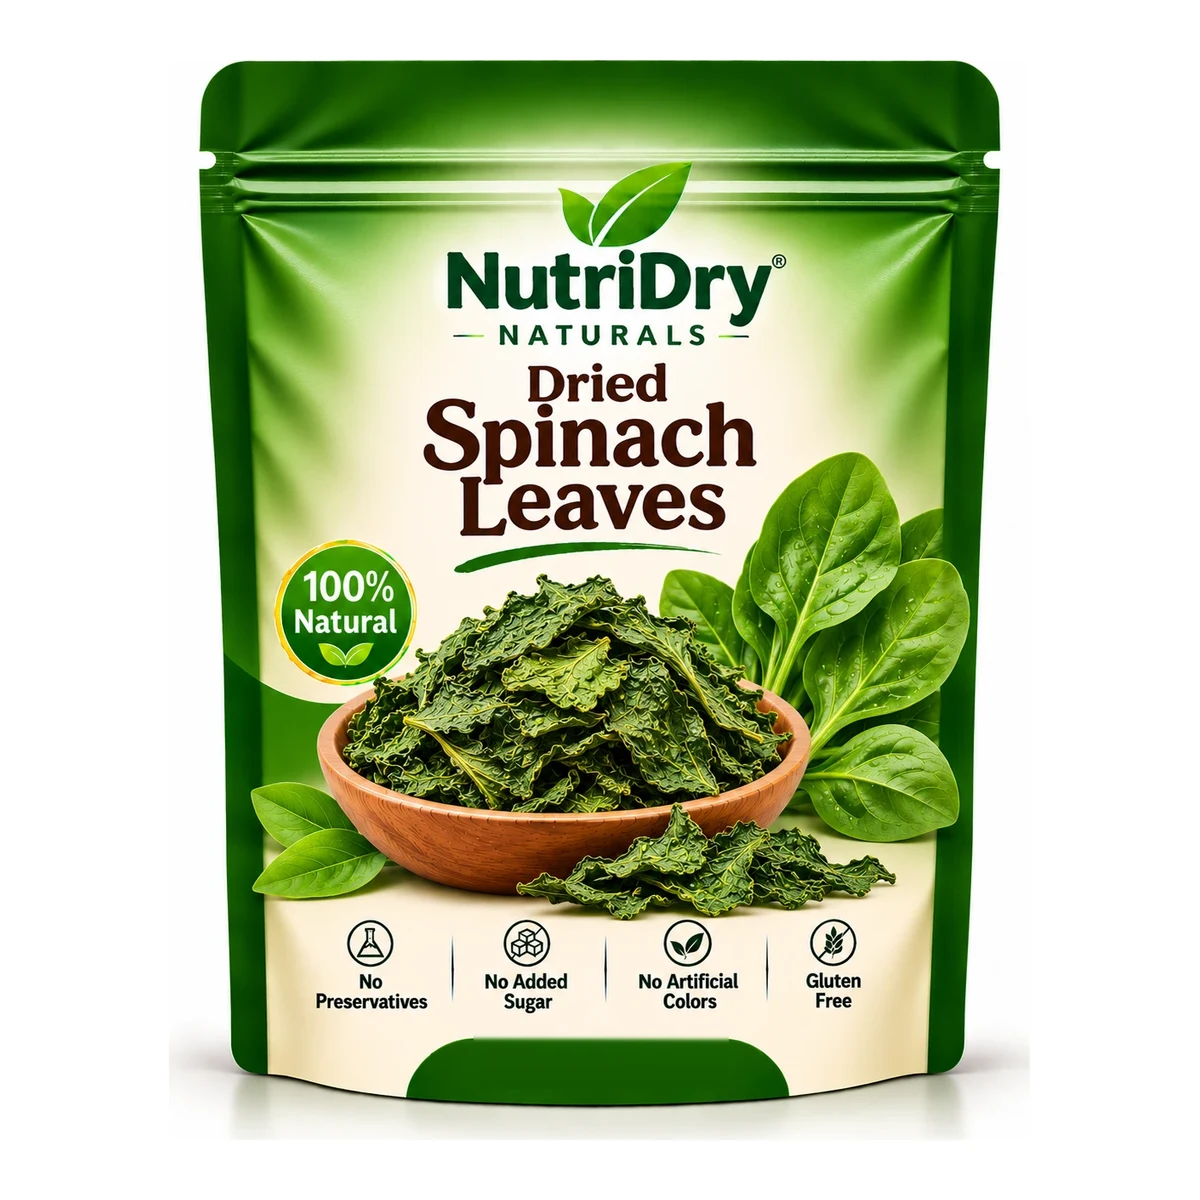 NutriDry®
NATURALS
Dried
Spinach
Leaves
100%
Natural
No
Preservatives
No Added
Sugar
No Artificial
Colors
Gluten
Free